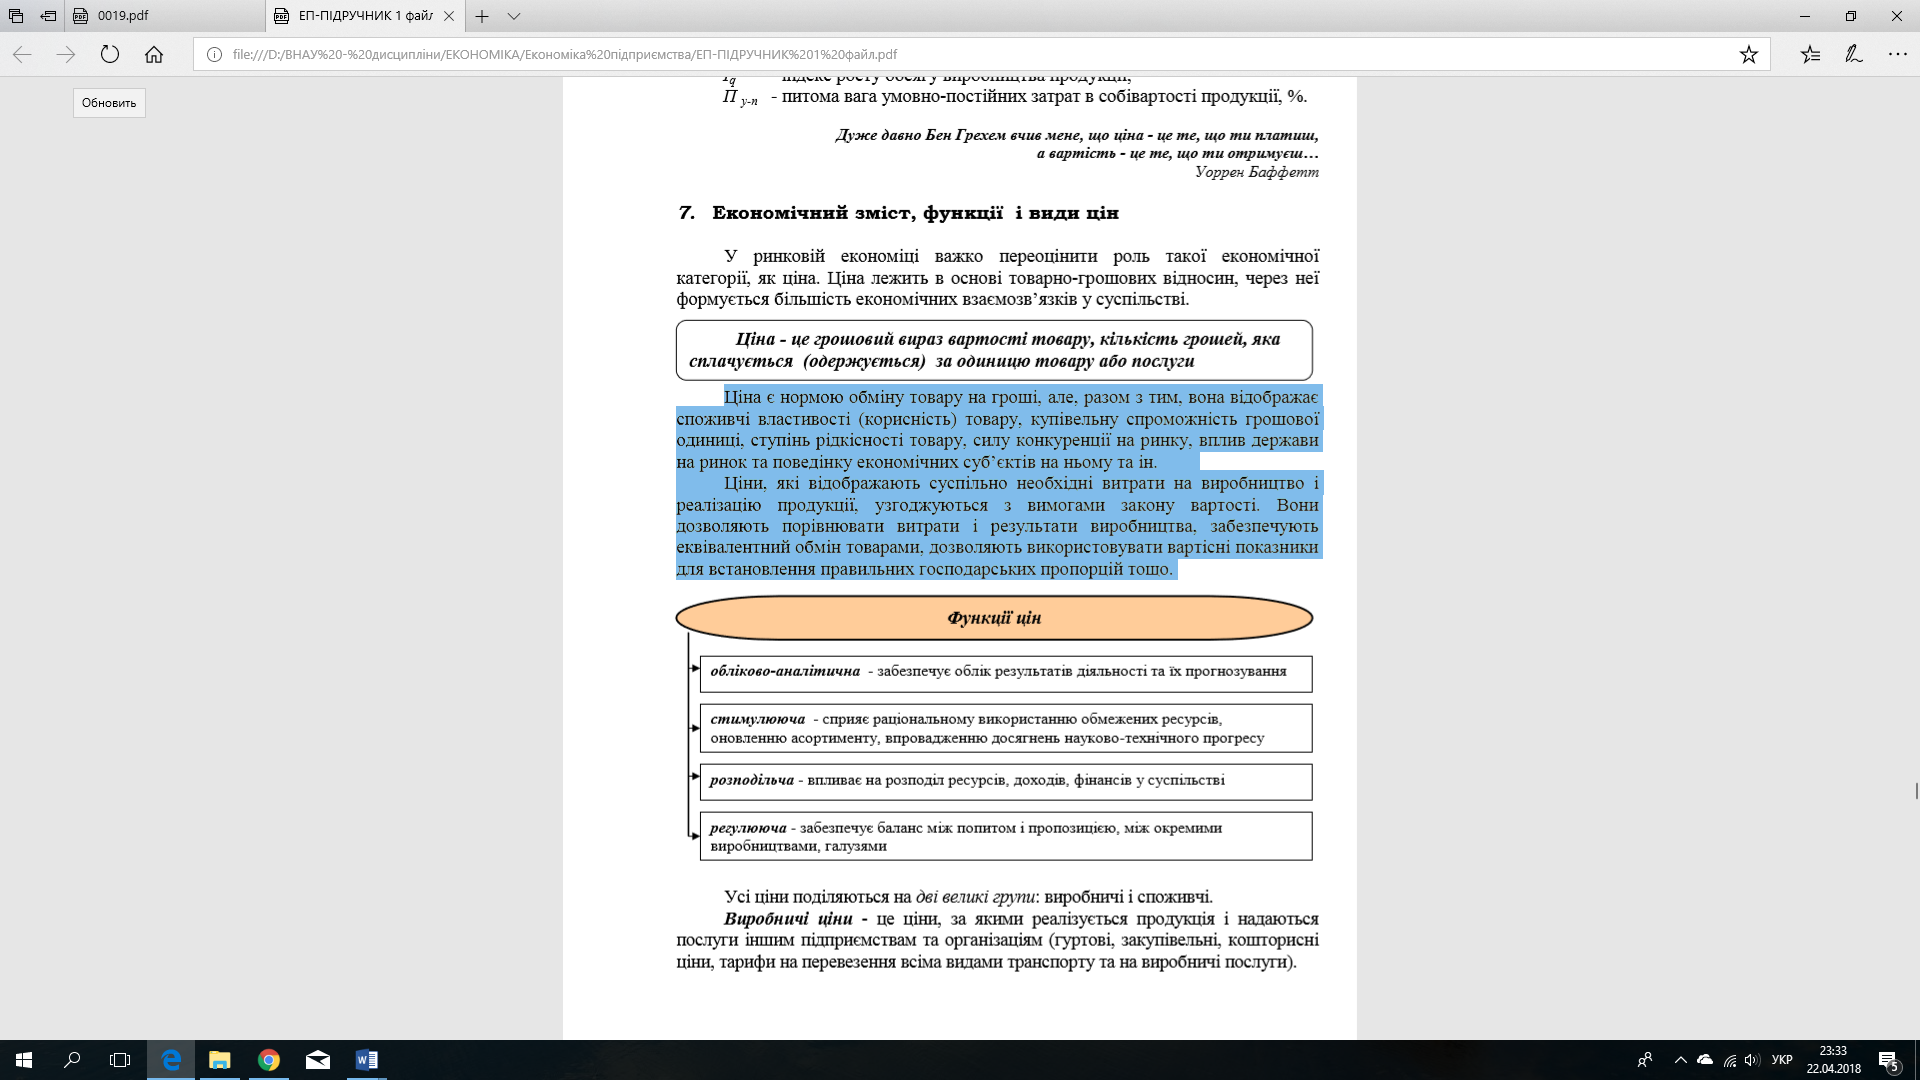 0019.pdf
ЕП-ПІДРУЧНИК 1 файл
file:///D:/ВНАУ%20-%20дисципліни/ЕКОНОМІКА/Економіка%20підприємства/ЕП-ПІДРУЧНИК%201%20файл.pdf
Обновить
I q - індекс росту обсягу виробництва продукції;
П у-п - питома вага умовно-постійних затрат в собівартості продукції, %.
Дуже давно Бен Грехем вчив мене, що ціна - це те, що ти платиш,
а вартість - це те, що ти отримуєш…
Уоррен Баффетт
7. Економічний зміст, функції і види цін
У ринковій економіці важко переоцінити роль такої економічної
категорії, як ціна. Ціна лежить в основі товарно-грошових відносин, через неї
формується більшість економічних взаємозв’язків у суспільстві.
Ціна - це грошовий вираз вартості товару, кількість грошей, яка
сплачується (одержується) за одиницю товару або послуги
Ціна є нормою обміну товару на гроші, але, разом з тим, вона відображає
споживчі властивості (корисність) товару, купівельну спроможність грошової
одиниці, ступінь рідкісності товару, силу конкуренції на ринку, вплив держави
на ринок та поведінку економічних суб’єктів на ньому та ін.
Ціни, які відображають суспільно необхідні витрати на виробництво і
реалізацію продукції, узгоджуються з вимогами закону вартості. Вони
дозволяють порівнювати витрати і результати виробництва, забезпечують
еквівалентний обмін товарами, дозволяють використовувати вартісні показники
для встановлення правильних господарських пропорцій тощо.
Функції цін
обліково-аналітична - забезпечує облік результатів діяльності та їх прогнозування
стимулююча - сприяє раціональному використанню обмежених ресурсів,
оновленню асортименту, впровадженню досягнень науково-технічного прогресу
розподільча - впливає на розподіл ресурсів, доходів, фінансів у суспільстві
регулююча - забезпечує баланс між попитом і пропозицією, між окремими
виробництвами, галузями
Усі ціни поділяються на дві великі групи: виробничі і споживчі.
Виробничі ціни - це ціни, за якими реалізується продукція і надаються
послуги іншим підприємствам та організаціям (гуртові, закупівельні, кошторисні
ціни, тарифи на перевезення всіма видами транспорту та на виробничі послуги).
УКР
23:33
22.04.2018
5